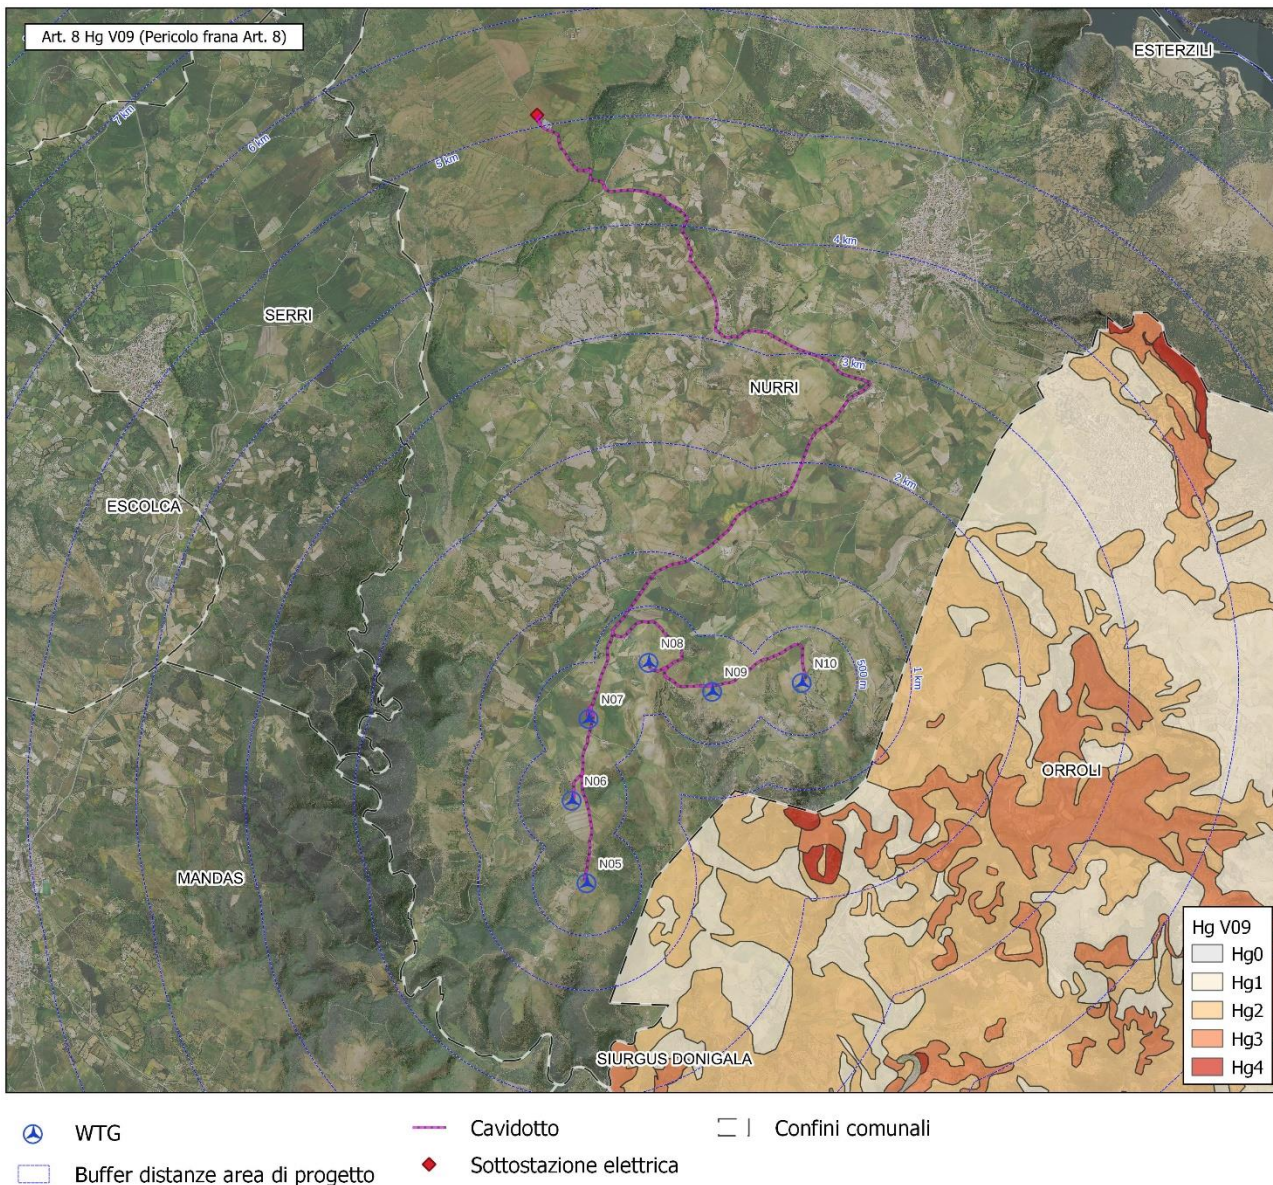 Art. 8 Hg V09 (Pericolo frana Art. 8)
ESTERZILI
7 km
6 km
5 km
4 km
SERRI
3 km
NURRI
2 km
ESCOLCA
N08
N09
N10
500 m
1 km
N07
ORROLI
N06
N05
MANDAS
SIURGUS DONIGALA
Hg V09
Hg0
Hg1
Hg2
Hg3
Hg4
WTG
Cavidotto
Confini comunali
Buffer distanze area di progetto
Sottostazione elettrica